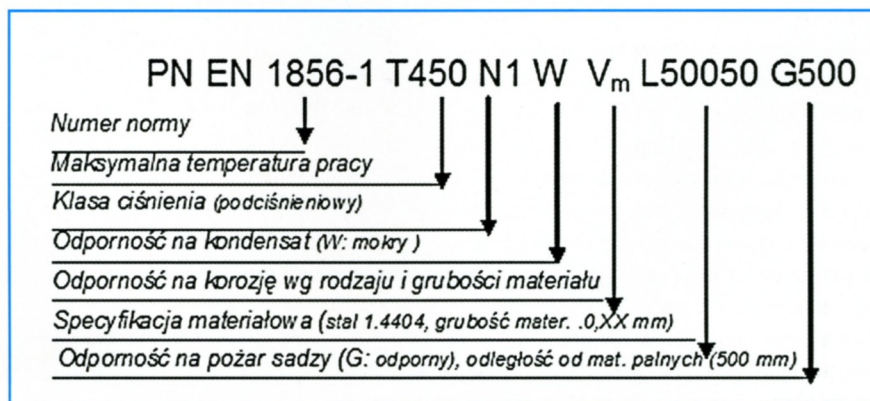 PN EN 1856-1 T450 N1 W Vm L50050 G500
Numer normy
Maksymalna temperatura pracy
Klasa ciśnienia (podciśnieniowy)
Odporność na kondensat (W: mokry )
Odporność na korozję wg rodzaju i grubości materiału
Specyfikacja materiałowa (stal 1.4404, grubość mater. .0,XX mm)
Odporność na pożar sadzy (G: odporny), odległość od mat. palnych (500 mm)